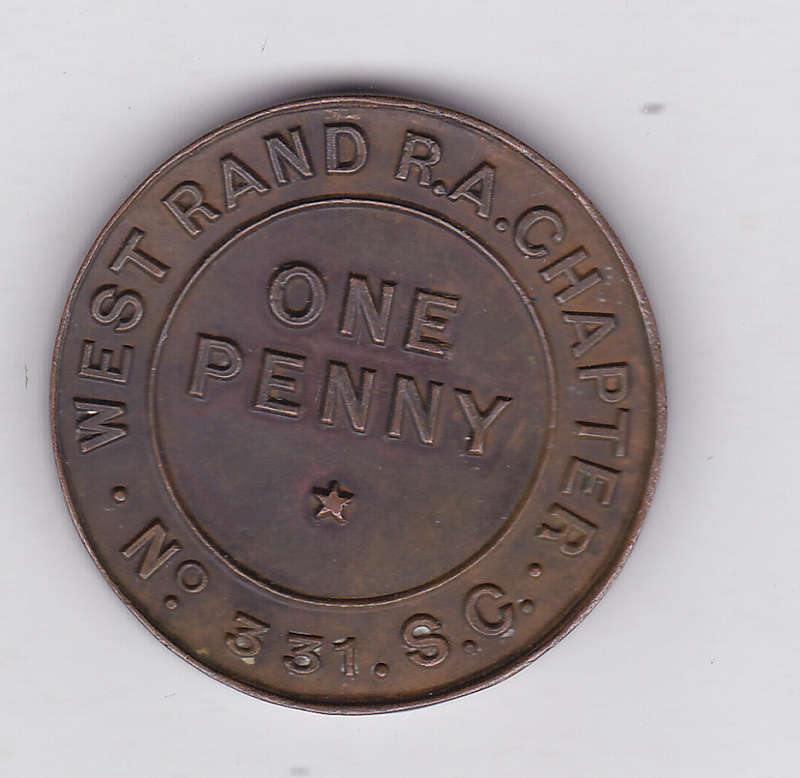 WEST RAND R.A. CHAPTER
ONE
PENNY
No. 331. S.C.